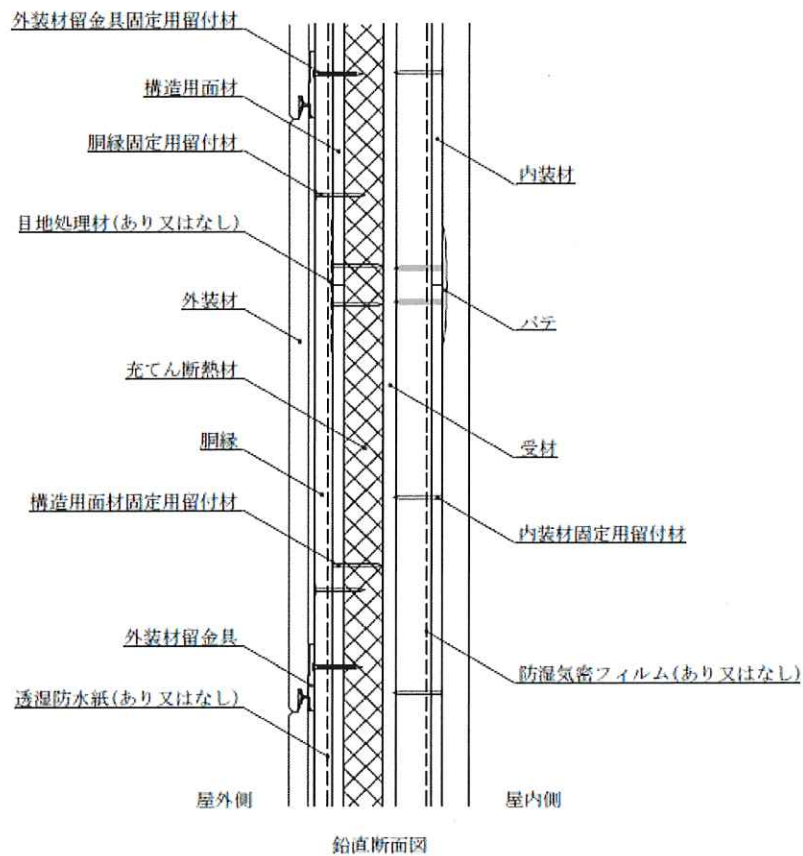 外装材留金具固定用留付材
構造用面材
胴縁固定用留付材
目地処理材(あり又はなし)
外装材
充てん断熱材
胴縁
構造用面材固定用留付材
外装材留金具
透湿防水紙(あり又はなし)
内装材
パテ
受材
内装材固定用留付材
防湿気密フィルム(あり又はなし)
屋外側
屋内側
鉛直断面図